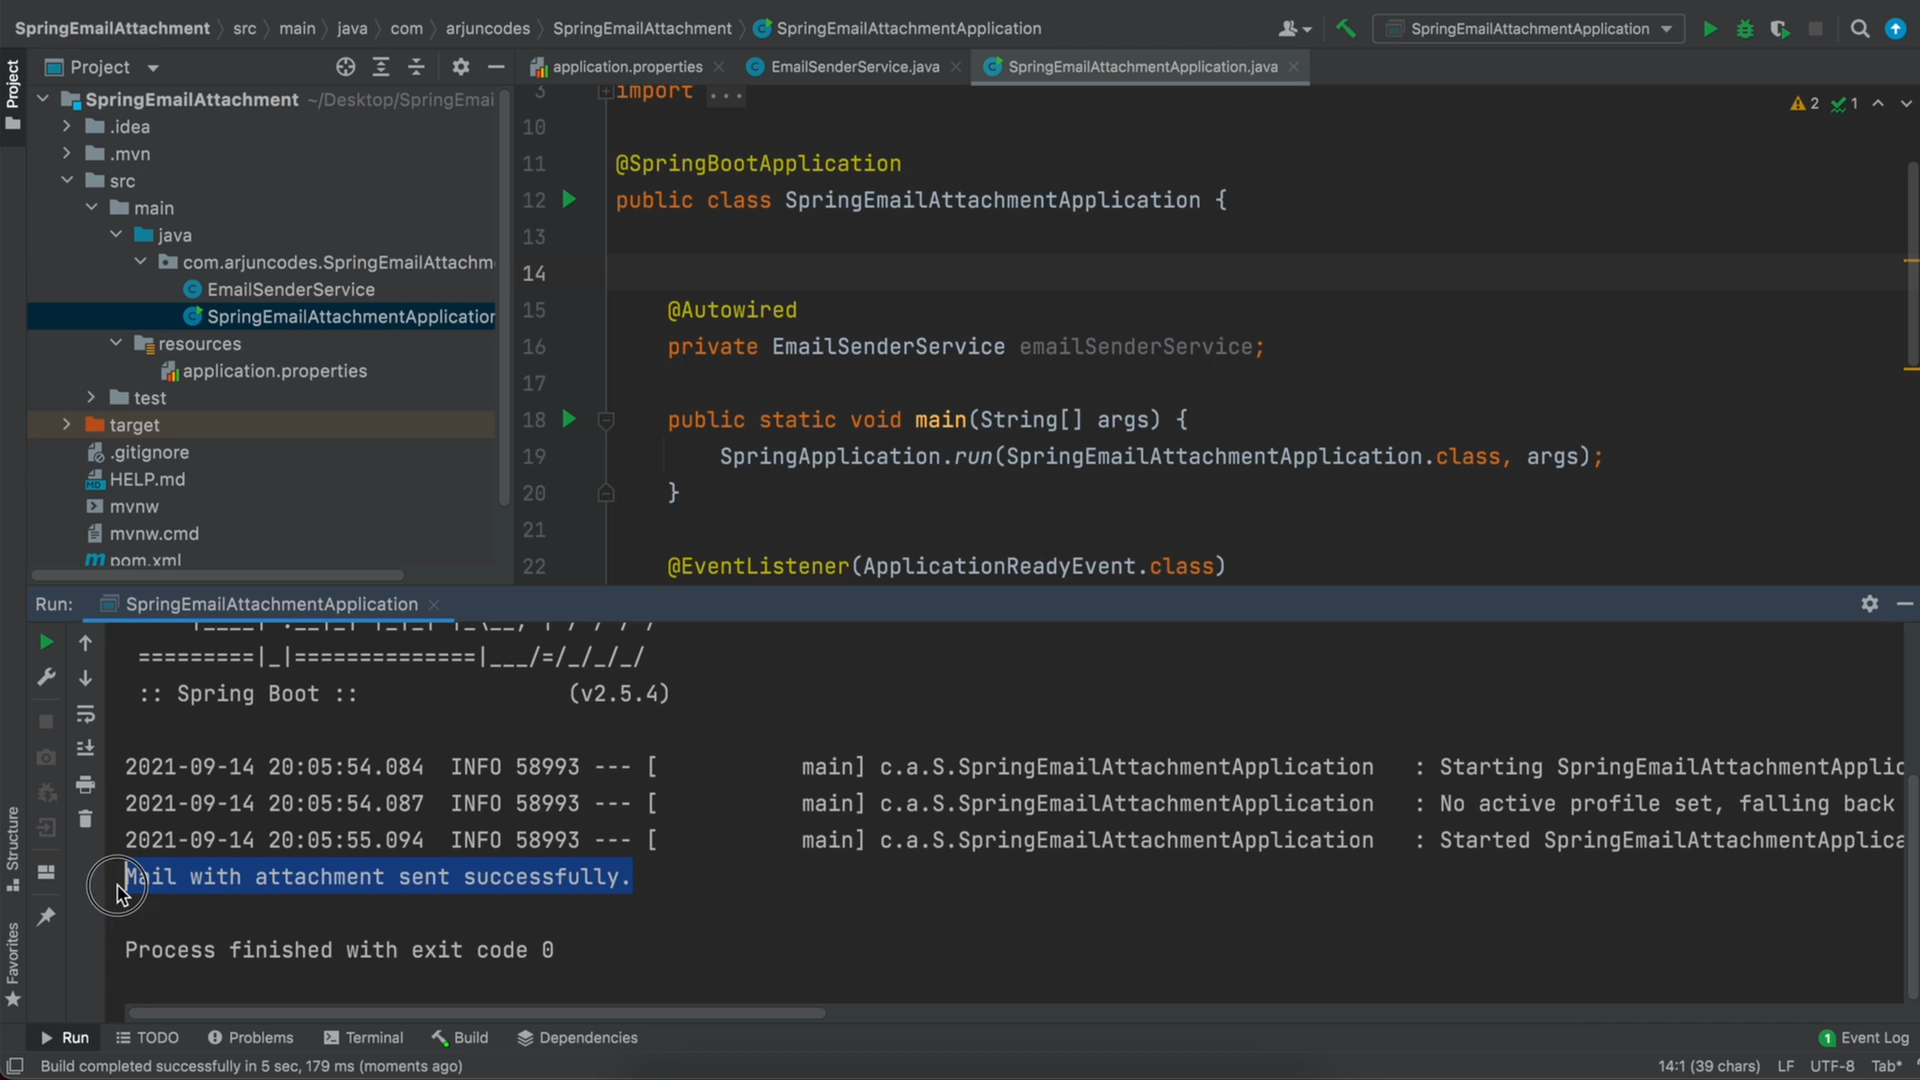 SpringEmailAttachment src main java com arjuncodes SpringEmailAttachment SpringEmailAttachmentApplication
SpringEmailAttachmentApplication
Project
Project
application.properties
EmailSenderService.java
SpringEmailAttachmentApplication.java
SpringEmailAttachment ~/Desktop/SpringEmai
.idea
.mvn
src
main
java
com.arjuncodes.SpringEmailAttachm
EmailSenderService
SpringEmailAttachmentApplication
resources
application.properties
test
target
.gitignore
HELP.md
mvnw
mvnw.cmd
pom.xml
2 1
3 import ...
10
11 @SpringBootApplication
12 public class SpringEmailAttachmentApplication {
13
14
15 @Autowired
16 private EmailSenderService emailSenderService;
17
18 public static void main(String[] args) {
19 SpringApplication.run(SpringEmailAttachmentApplication.class, args);
20 }
21
22 @EventListener(ApplicationReadyEvent.class)
Run: SpringEmailAttachmentApplication
=========|_|==============|___/=/_/_/_/
:: Spring Boot :: (v2.5.4)
2021-09-14 20:05:54.084 INFO 58993 --- [ main] c.a.S.SpringEmailAttachmentApplication : Starting SpringEmailAttachmentApplic
2021-09-14 20:05:54.087 INFO 58993 --- [ main] c.a.S.SpringEmailAttachmentApplication : No active profile set, falling back
2021-09-14 20:05:55.094 INFO 58993 --- [ main] c.a.S.SpringEmailAttachmentApplication : Started SpringEmailAttachmentApplica
Mail with attachment sent successfully.
Process finished with exit code 0
Structure
Favorites
Run TODO Problems Terminal Build Dependencies
1 Event Log
Build completed successfully in 5 sec, 179 ms (moments ago)
14:1 (39 chars) LF UTF-8 Tab*